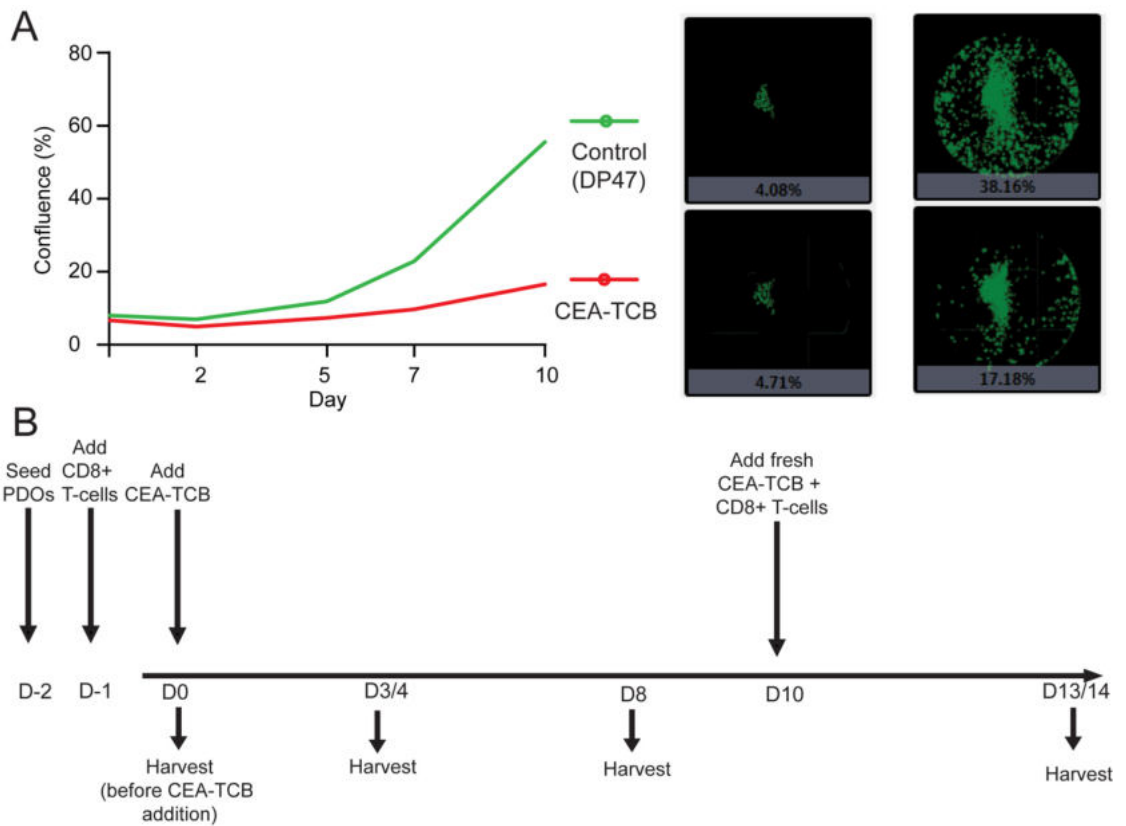 A
80
60
40
20
0
Confluence (%)
2
5
7
10
Day
Control
(DP47)
CEA-TCB
4.08%
38.16%
4.71%
17.18%
B
Seed
PDOs
Add
CD8+
T-cells
Add
CEA-TCB
Add fresh
CEA-TCB +
CD8+ T-cells
D-2
D-1
D0
D3/4
D8
D10
D13/14
Harvest
(before CEA-TCB
addition)
Harvest
Harvest
Harvest